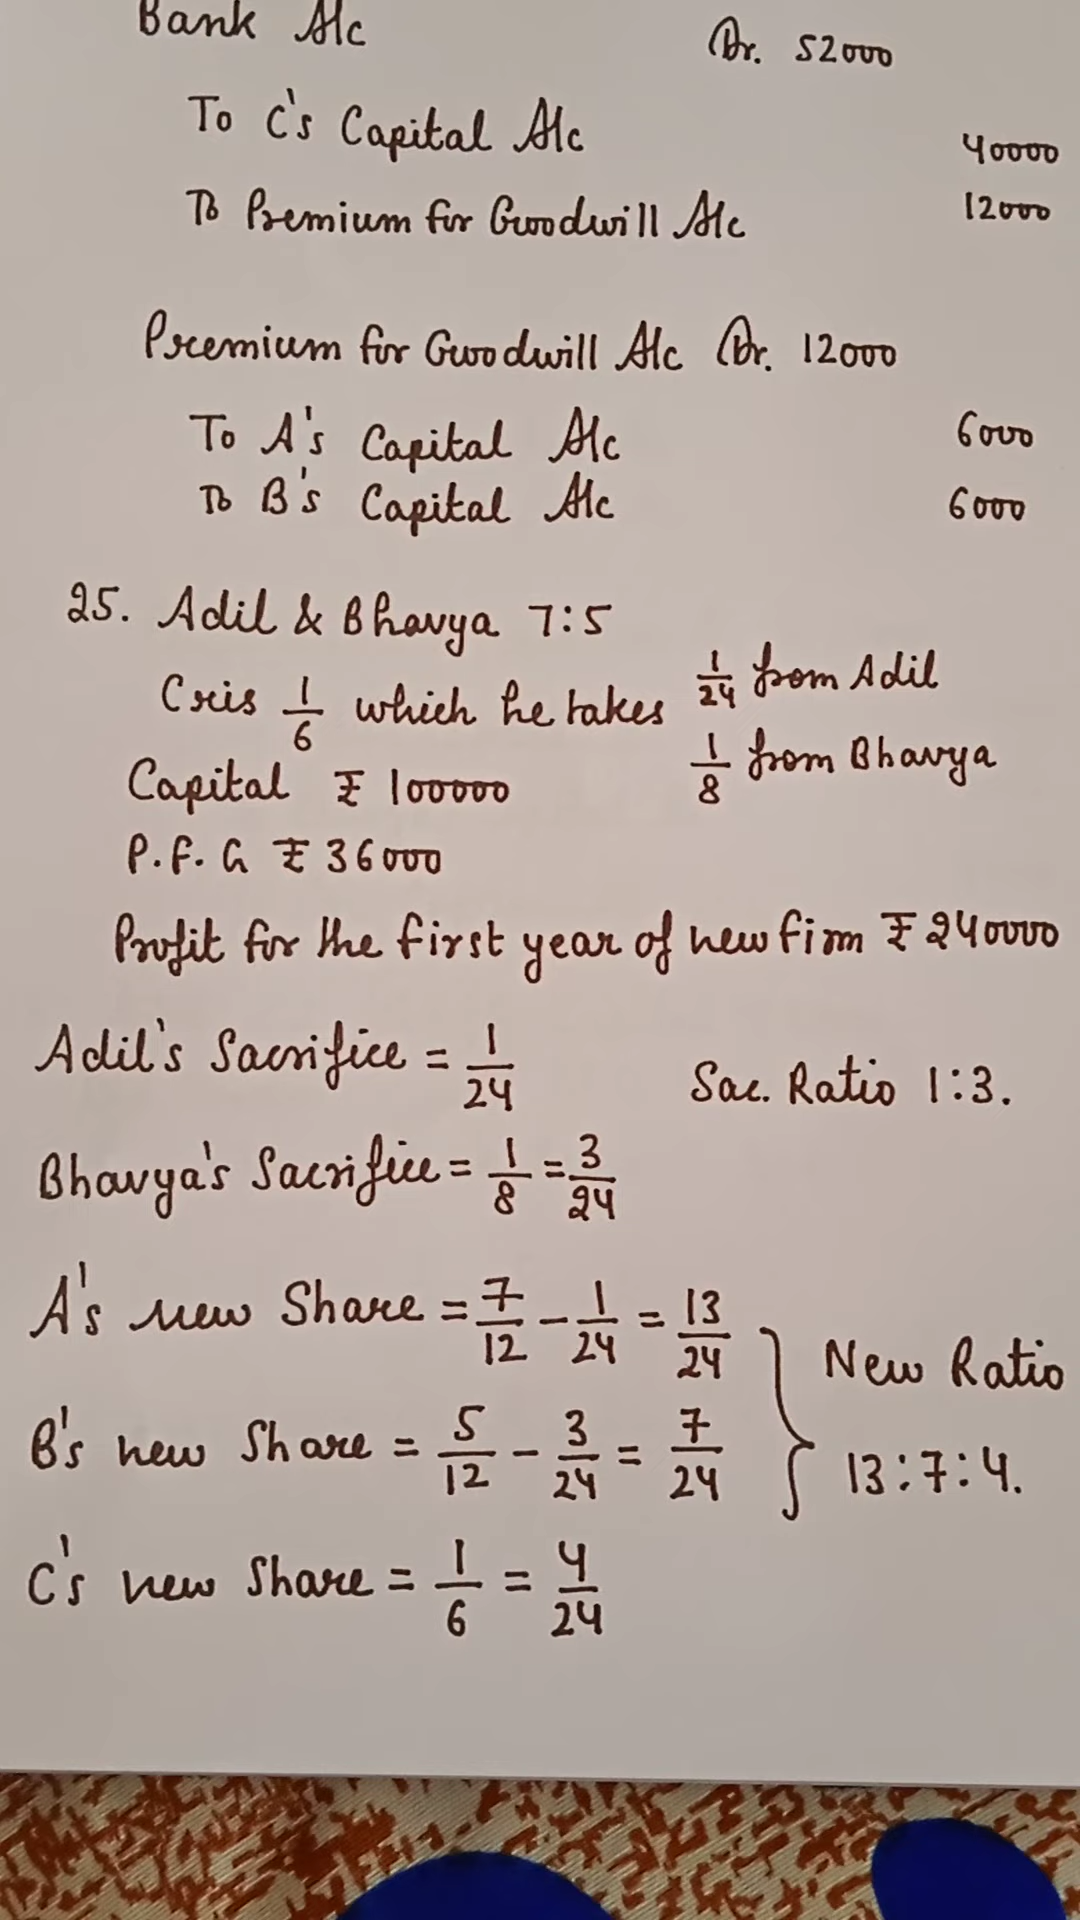 Bank A/c Dr. 52000
To C's Capital A/c 40000
To Premium for Goodwill A/c 12000
Premium for Goodwill A/c Dr. 12000
To A's Capital A/c 6000
To B's Capital A/c 6000
25. Adil & Bhavya 7:5
Cris 1/6 which he takes 1/24 from Adil
1/8 from Bhavya
Capital ₹ 100000
P.F.G ₹ 36000
Profit for the first year of new firm ₹ 240000
Adil's Sacrifice = 1/24 Sac. Ratio 1:3.
Bhavya's Sacrifice = 1/8 = 3/24
A's new Share = 7/12 - 1/24 = 13/24
New Ratio
B's new Share = 5/12 - 3/24 = 7/24
13:7:4.
C's new Share = 1/6 = 4/24